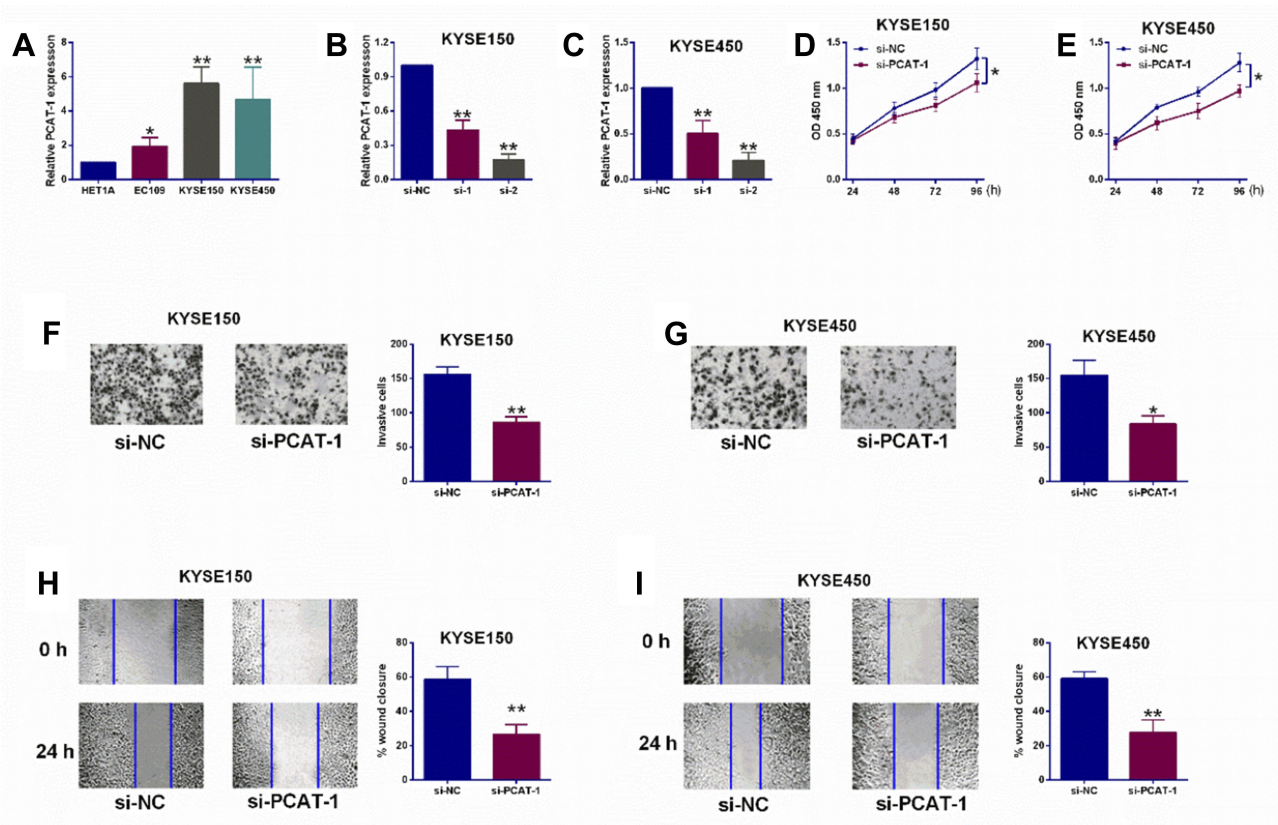 A
Relative PCAT-1 expressson
8
6
4
2
0
*
**
**
HET1A EC109 KYSE150 KYSE450
B
KYSE150
Relative PCAT-1 expressson
1.2
0.9
0.6
0.3
0.0
**
**
si-NC si-1 si-2
C
KYSE450
Relative PCAT-1 expressson
1.5
1.0
0.5
0.0
**
**
si-NC si-1 si-2
D
KYSE150
OD 450 nm
1.5
1.0
0.5
0.0
si-NC
si-PCAT-1
*
24 48 72 96 (h)
E
KYSE450
OD 450 nm
1.5
1.0
0.5
0.0
si-NC
si-PCAT-1
*
24 48 72 96 (h)
F
KYSE150
si-NC si-PCAT-1
KYSE150
Invasive cells
200
150
100
50
0
**
si-NC si-PCAT-1
G
KYSE450
si-NC si-PCAT-1
KYSE450
Invasive cells
200
150
100
50
0
*
si-NC si-PCAT-1
H
KYSE150
0 h
24 h
si-NC si-PCAT-1
KYSE150
% wound closure
80
60
40
20
0
**
si-NC si-PCAT-1
I
KYSE450
0 h
24 h
si-NC si-PCAT-1
KYSE450
% wound closure
80
60
40
20
0
**
si-NC si-PCAT-1